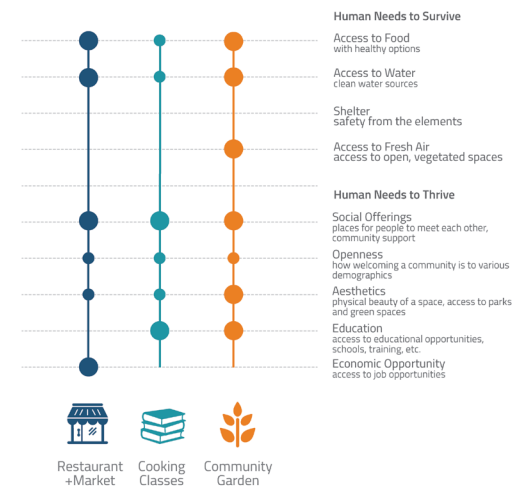 Human Needs to Survive
Access to Food
with healthy options
Access to Water
clean water sources
Shelter
safety from the elements
Access to Fresh Air
access to open, vegetated spaces
Human Needs to Thrive
Social Offerings
places for people to meet each other,
community support
Openness
how welcoming a community is to various
demographics
Aesthetics
physical beauty of a space, access to parks
and green spaces
Education
access to educational opportunities,
schools, training, etc.
Economic Opportunity
access to job opportunities
Restaurant
+Market
Cooking
Classes
Community
Garden